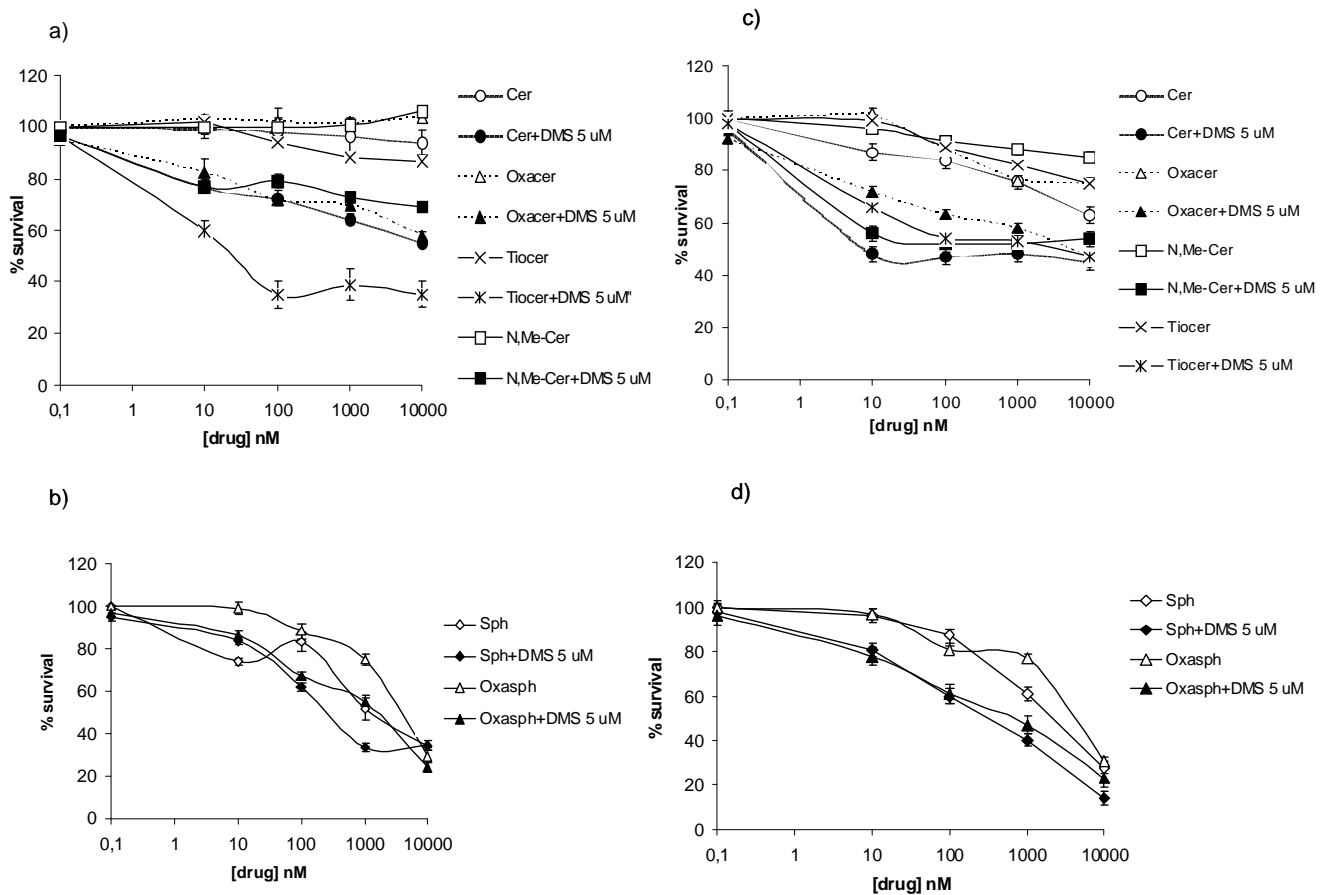 a)
120
100
80
60
40
20
0
% survival
0,1
1
10
100
1000
10000
[drug] nM
Cer
Cer+DMS 5 uM
Oxacer
Oxacer+DMS 5 uM
Tiocer
Tiocer+DMS 5 uM"
N,Me-Cer
N,Me-Cer+DMS 5 uM
c)
120
100
80
60
40
20
0
% survival
0,1
1
10
100
1000
10000
[drug] nM
Cer
Cer+DMS 5 uM
Oxacer
Oxacer+DMS 5 uM
N,Me-Cer
N,Me-Cer+DMS 5 uM
Tiocer
Tiocer+DMS 5 uM
b)
120
100
80
60
40
20
0
% survival
0,1
1
10
100
1000
10000
[drug] nM
Sph
Sph+DMS 5 uM
Oxasph
Oxasph+DMS 5 uM
d)
120
100
80
60
40
20
0
% survival
0,1
1
10
100
1000
10000
[drug] nM
Sph
Sph+DMS 5 uM
Oxasph
Oxasph+DMS 5 uM